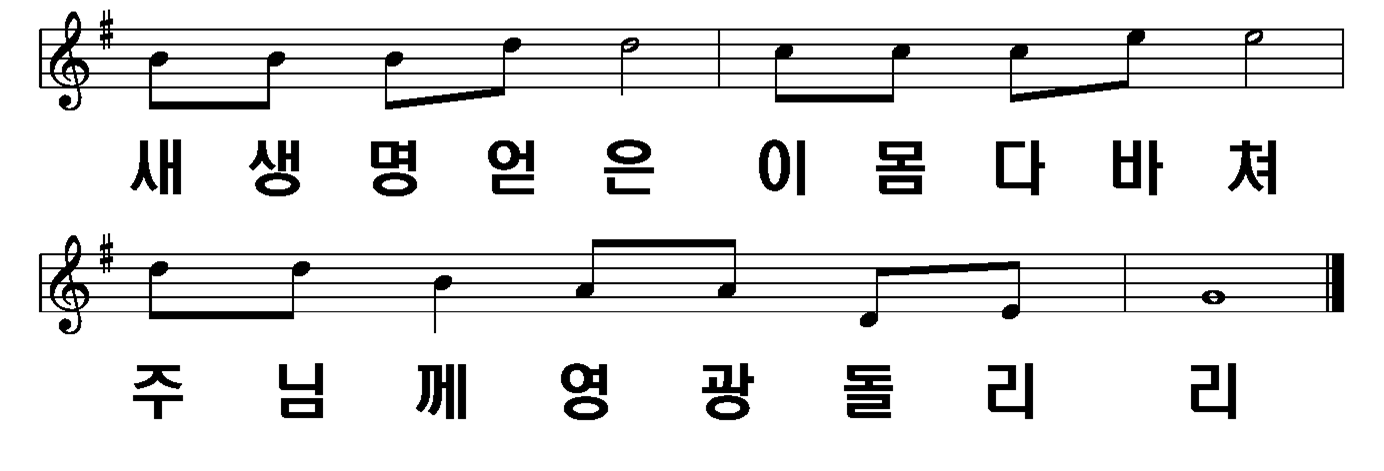 새 생 명 얻 은 이 몸 다 바 쳐
주 님 께 영 광 돌 리 리